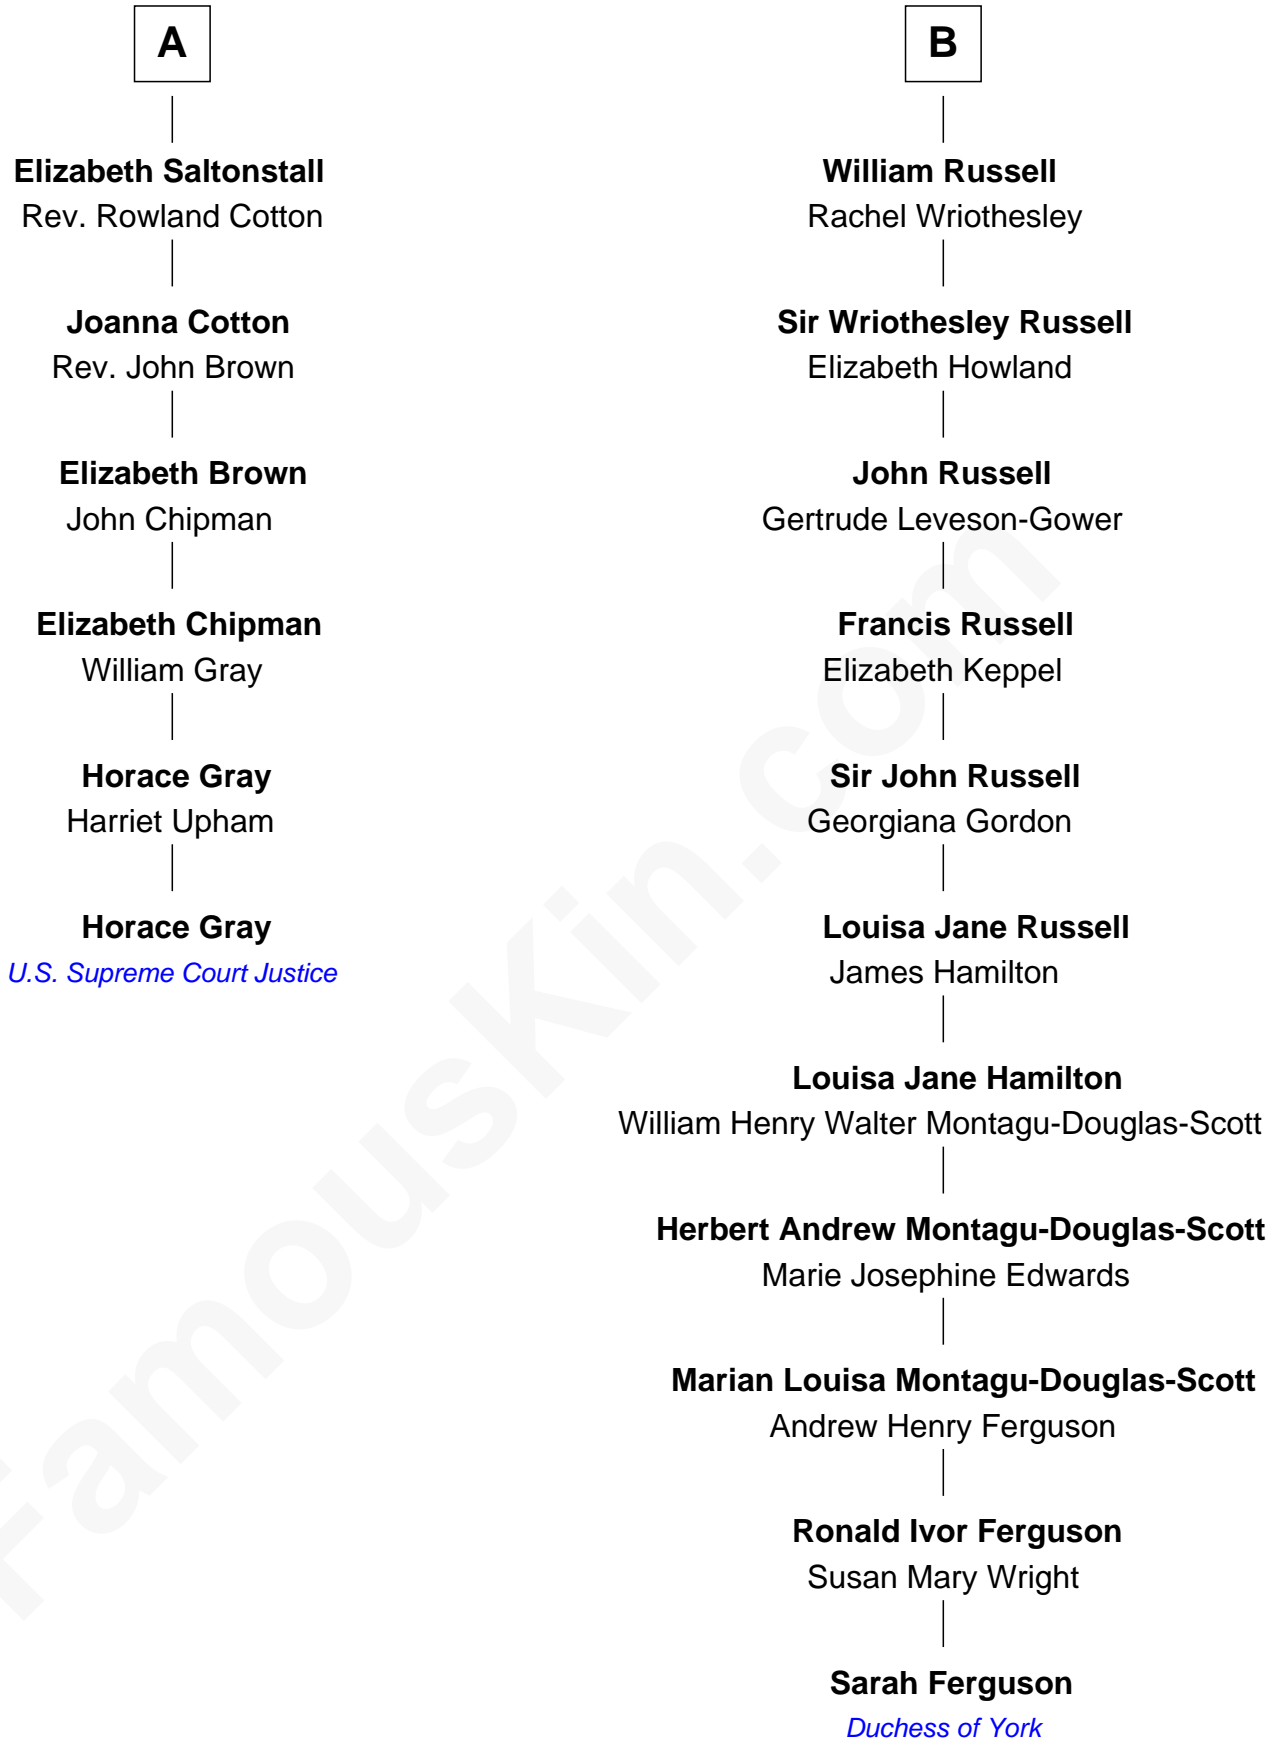 A
Elizabeth Saltonstall
Rev. Rowland Cotton
Joanna Cotton
Rev. John Brown
Elizabeth Brown
John Chipman
Elizabeth Chipman
William Gray
Horace Gray
Harriet Upham
Horace Gray
U.S. Supreme Court Justice
B
William Russell
Rachel Wriothesley
Sir Wriothesley Russell
Elizabeth Howland
John Russell
Gertrude Leveson-Gower
Francis Russell
Elizabeth Keppel
Sir John Russell
Georgiana Gordon
Louisa Jane Russell
James Hamilton
Louisa Jane Hamilton
William Henry Walter Montagu-Douglas-Scott
Herbert Andrew Montagu-Douglas-Scott
Marie Josephine Edwards
Marian Louisa Montagu-Douglas-Scott
Andrew Henry Ferguson
Ronald Ivor Ferguson
Susan Mary Wright
Sarah Ferguson
Duchess of York
FamousKin.com